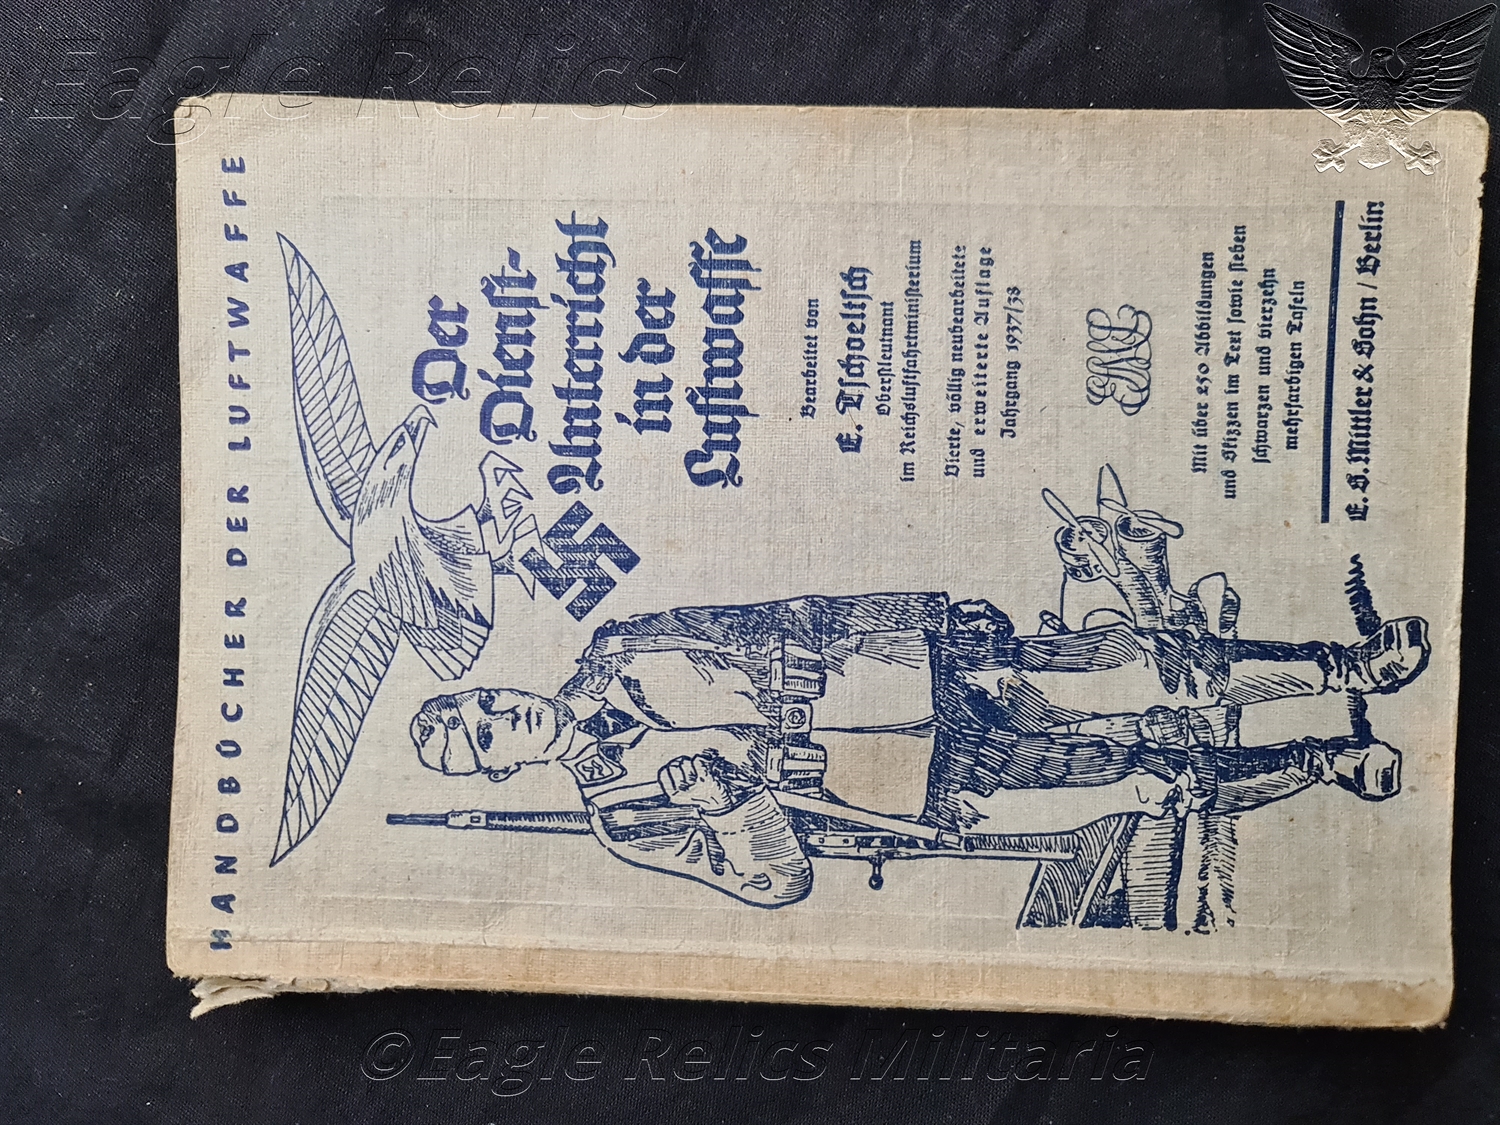 Eagle Relics
HANDBÜCHER DER LUFTWAFFE
Der
Dienst-
Unterricht
in der
Luftwaffe
Bearbeitet von
E. Tschoeltsch
Oberstleutnant
im Reichsluftfahrtministerium
Vierte, völlig neubearbeitete
und erweiterte Auflage
Jahrgang 1937/38
Mit über 250 Abbildungen
und Skizzen im Text sowie sieben
schwarzen und vierzehn
mehrfarbigen Tafeln
E. S. Mittler & Sohn / Berlin
©Eagle Relics Militaria